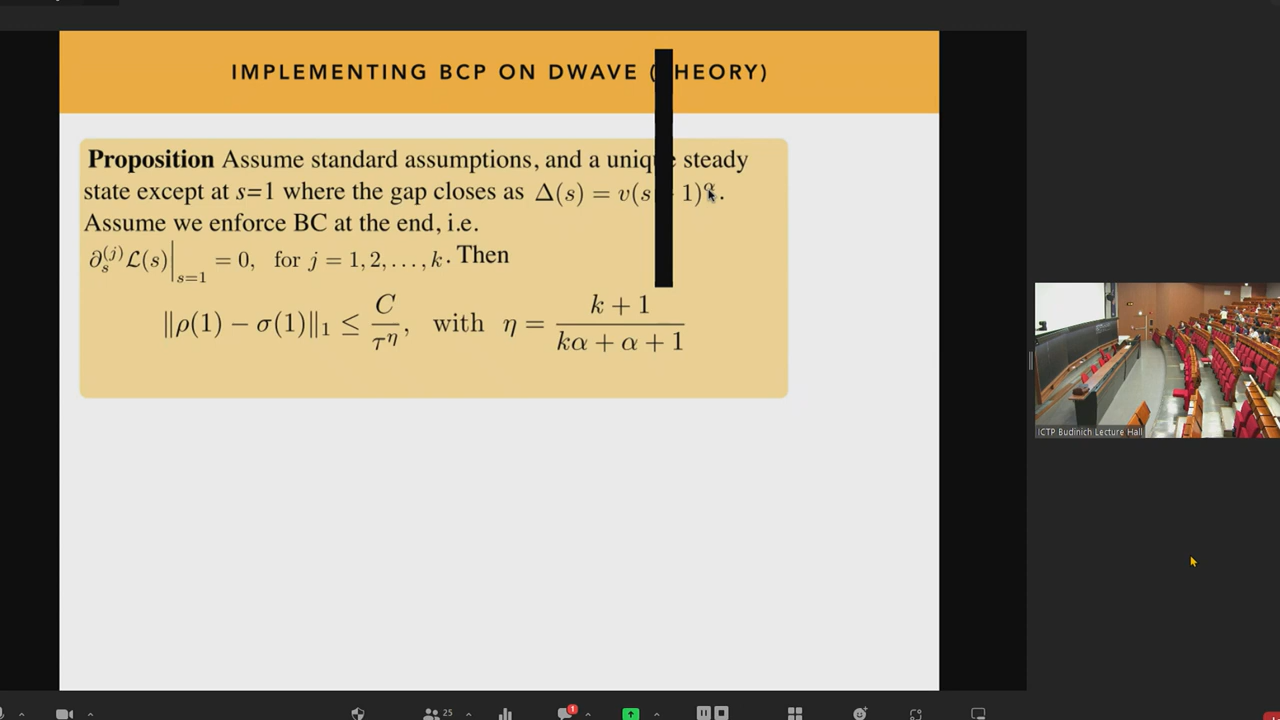 IMPLEMENTING BCP ON DWAVE ( HEORY)
Proposition Assume standard assumptions, and a steady
state except at s=1 where the gap closes as Δ(s) = v(s 1)^α.
Assume we enforce BC at the end, i.e.
∂_s^{(j)} ℒ(s)|_{s=1} = 0, for j = 1, 2, . . . , k. Then
‖ρ(1) − σ(1)‖₁ ≤ C/τ^η, with η = (k + 1)/(kα + α + 1)
ICTP Budinich Lecture Hall
25
1